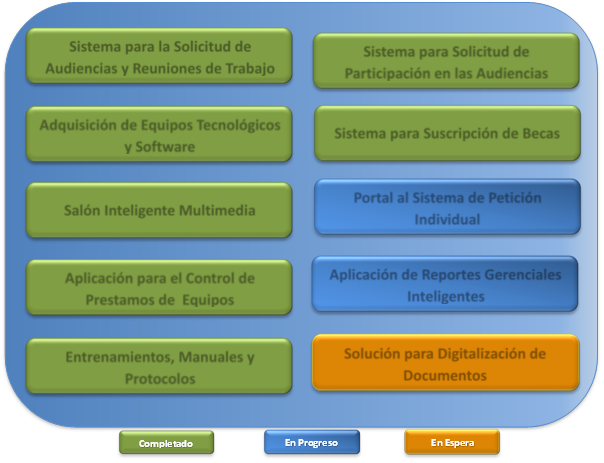 Sistema para la Solicitud de
Audiencias y Reuniones de Trabajo
Sistema para Solicitud de
Participación en las Audiencias
Adquisición de Equipos Tecnológicos
y Software
Sistema para Suscripción de Becas
Salón Inteligente Multimedia
Portal al Sistema de Petición
Individual
Aplicación para el Control de
Prestamos de Equipos
Aplicación de Reportes Gerenciales
Inteligentes
Entrenamientos, Manuales y
Protocolos
Solución para Digitalización de
Documentos
Completado
En Progreso
En Espera